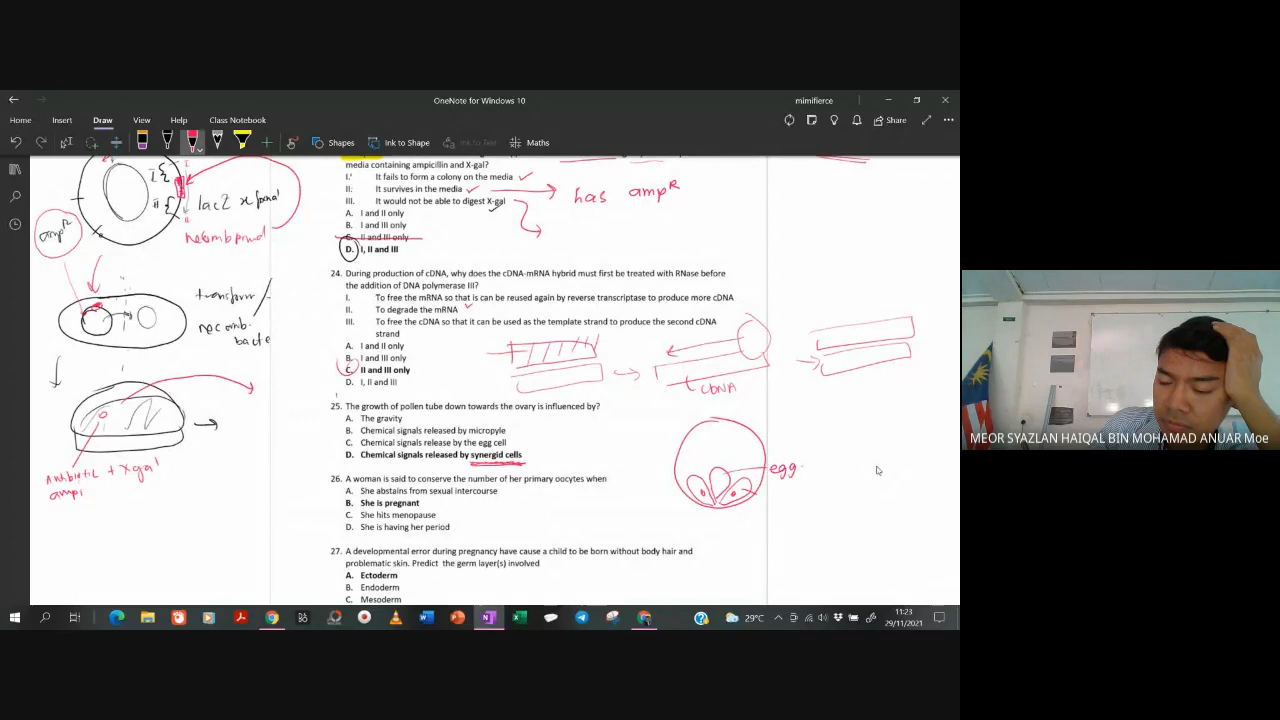 OneNote for Windows 10
mimifierce
Home Insert Draw View Help Class Notebook
Share
Shapes
Ink to Shape
Ink to Text
Maths
media containing ampicillin and X-gal?
I. It fails to form a colony on the media
II. It survives in the media
III. It would not be able to digest X-gal
A. I and II only
B. I and III only
C. II and III only
D. I, II and III
has ampR
I
II
lacZ x formal
ampR
transform
recomb.
bacte
Antibiotic + Xgal
ampi
24. During production of cDNA, why does the cDNA-mRNA hybrid must first be treated with RNase before
the addition of DNA polymerase III?
I. To free the mRNA so that is can be reused again by reverse transcriptase to produce more cDNA
II. To degrade the mRNA
III. To free the cDNA so that it can be used as the template strand to produce the second cDNA
strand
A. I and II only
B. I and III only
C. II and III only
D. I, II and III
cDNA
25. The growth of pollen tube down towards the ovary is influenced by?
A. The gravity
B. Chemical signals released by micropyle
C. Chemical signals release by the egg cell
D. Chemical signals released by synergid cells
egg
26. A woman is said to conserve the number of her primary oocytes when
A. She abstains from sexual intercourse
B. She is pregnant
C. She hits menopause
D. She is having her period
27. A developmental error during pregnancy have cause a child to be born without body hair and
problematic skin. Predict the germ layer(s) involved
A. Ectoderm
B. Endoderm
C. Mesoderm
MEOR SYAZLAN HAIQAL BIN MOHAMAD ANUAR Moe
29°C
11:23
29/11/2021